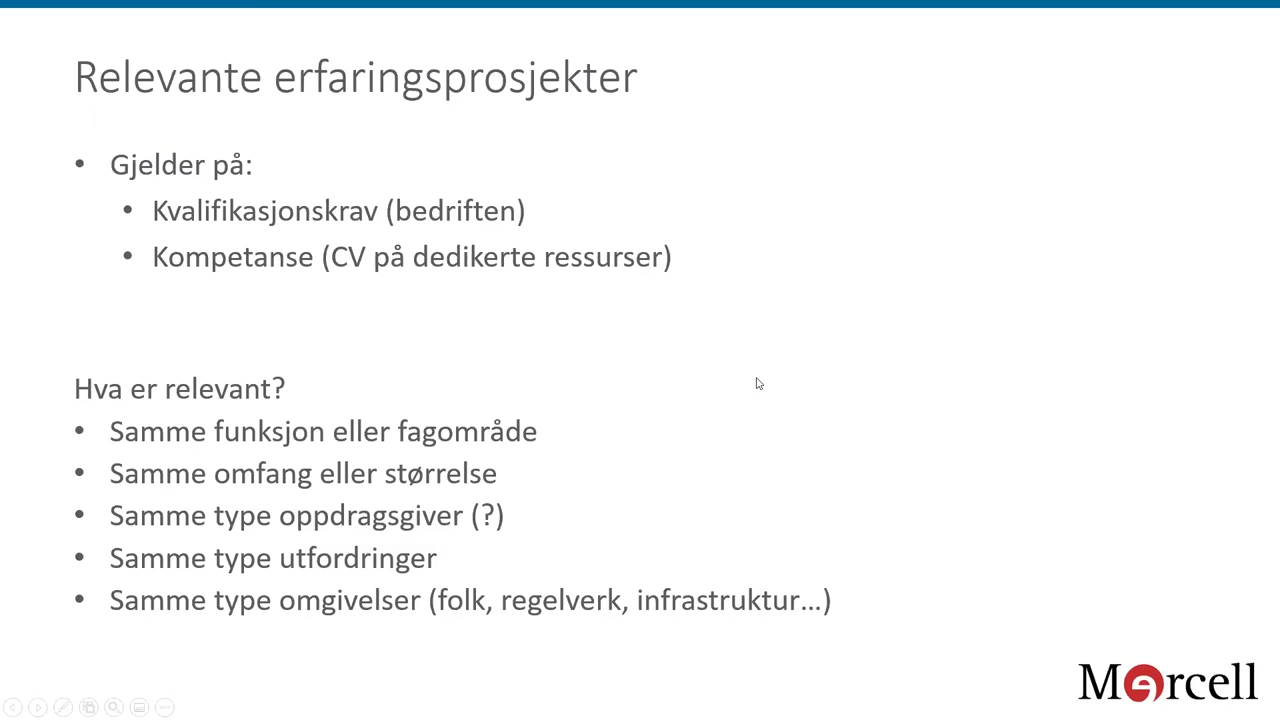 Relevante erfaringsprosjekter
• Gjelder på:
• Kvalifikasjonskrav (bedriften)
• Kompetanse (CV på dedikerte ressurser)
Hva er relevant?
• Samme funksjon eller fagområde
• Samme omfang eller størrelse
• Samme type oppdragsgiver (?)
• Samme type utfordringer
• Samme type omgivelser (folk, regelverk, infrastruktur…)
Mercell